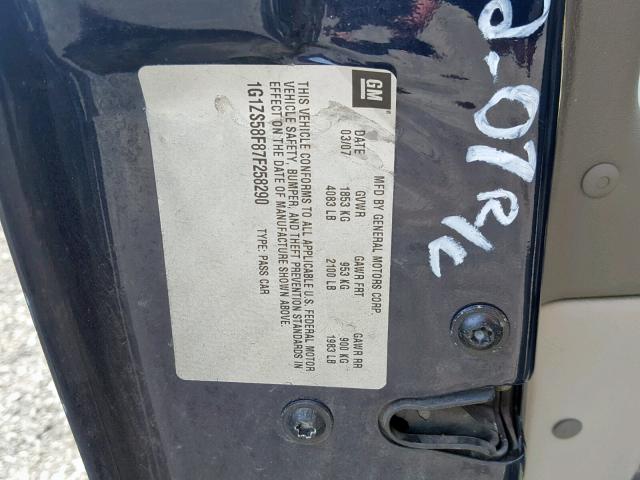 GM
MFD BY GENERAL MOTORS CORP.
DATE GVWR GAWR FRT GAWR RR
03/07 1853 KG 953 KG 900 KG
4083 LB 2100 LB 1983 LB
THIS VEHICLE CONFORMS TO ALL APPLICABLE U.S. FEDERAL MOTOR
VEHICLE SAFETY, BUMPER, AND THEFT PREVENTION STANDARDS IN
EFFECT ON THE DATE OF MANUFACTURE SHOWN ABOVE.
1G1ZS58F87F258290 TYPE: PASS CAR
-07 R/C